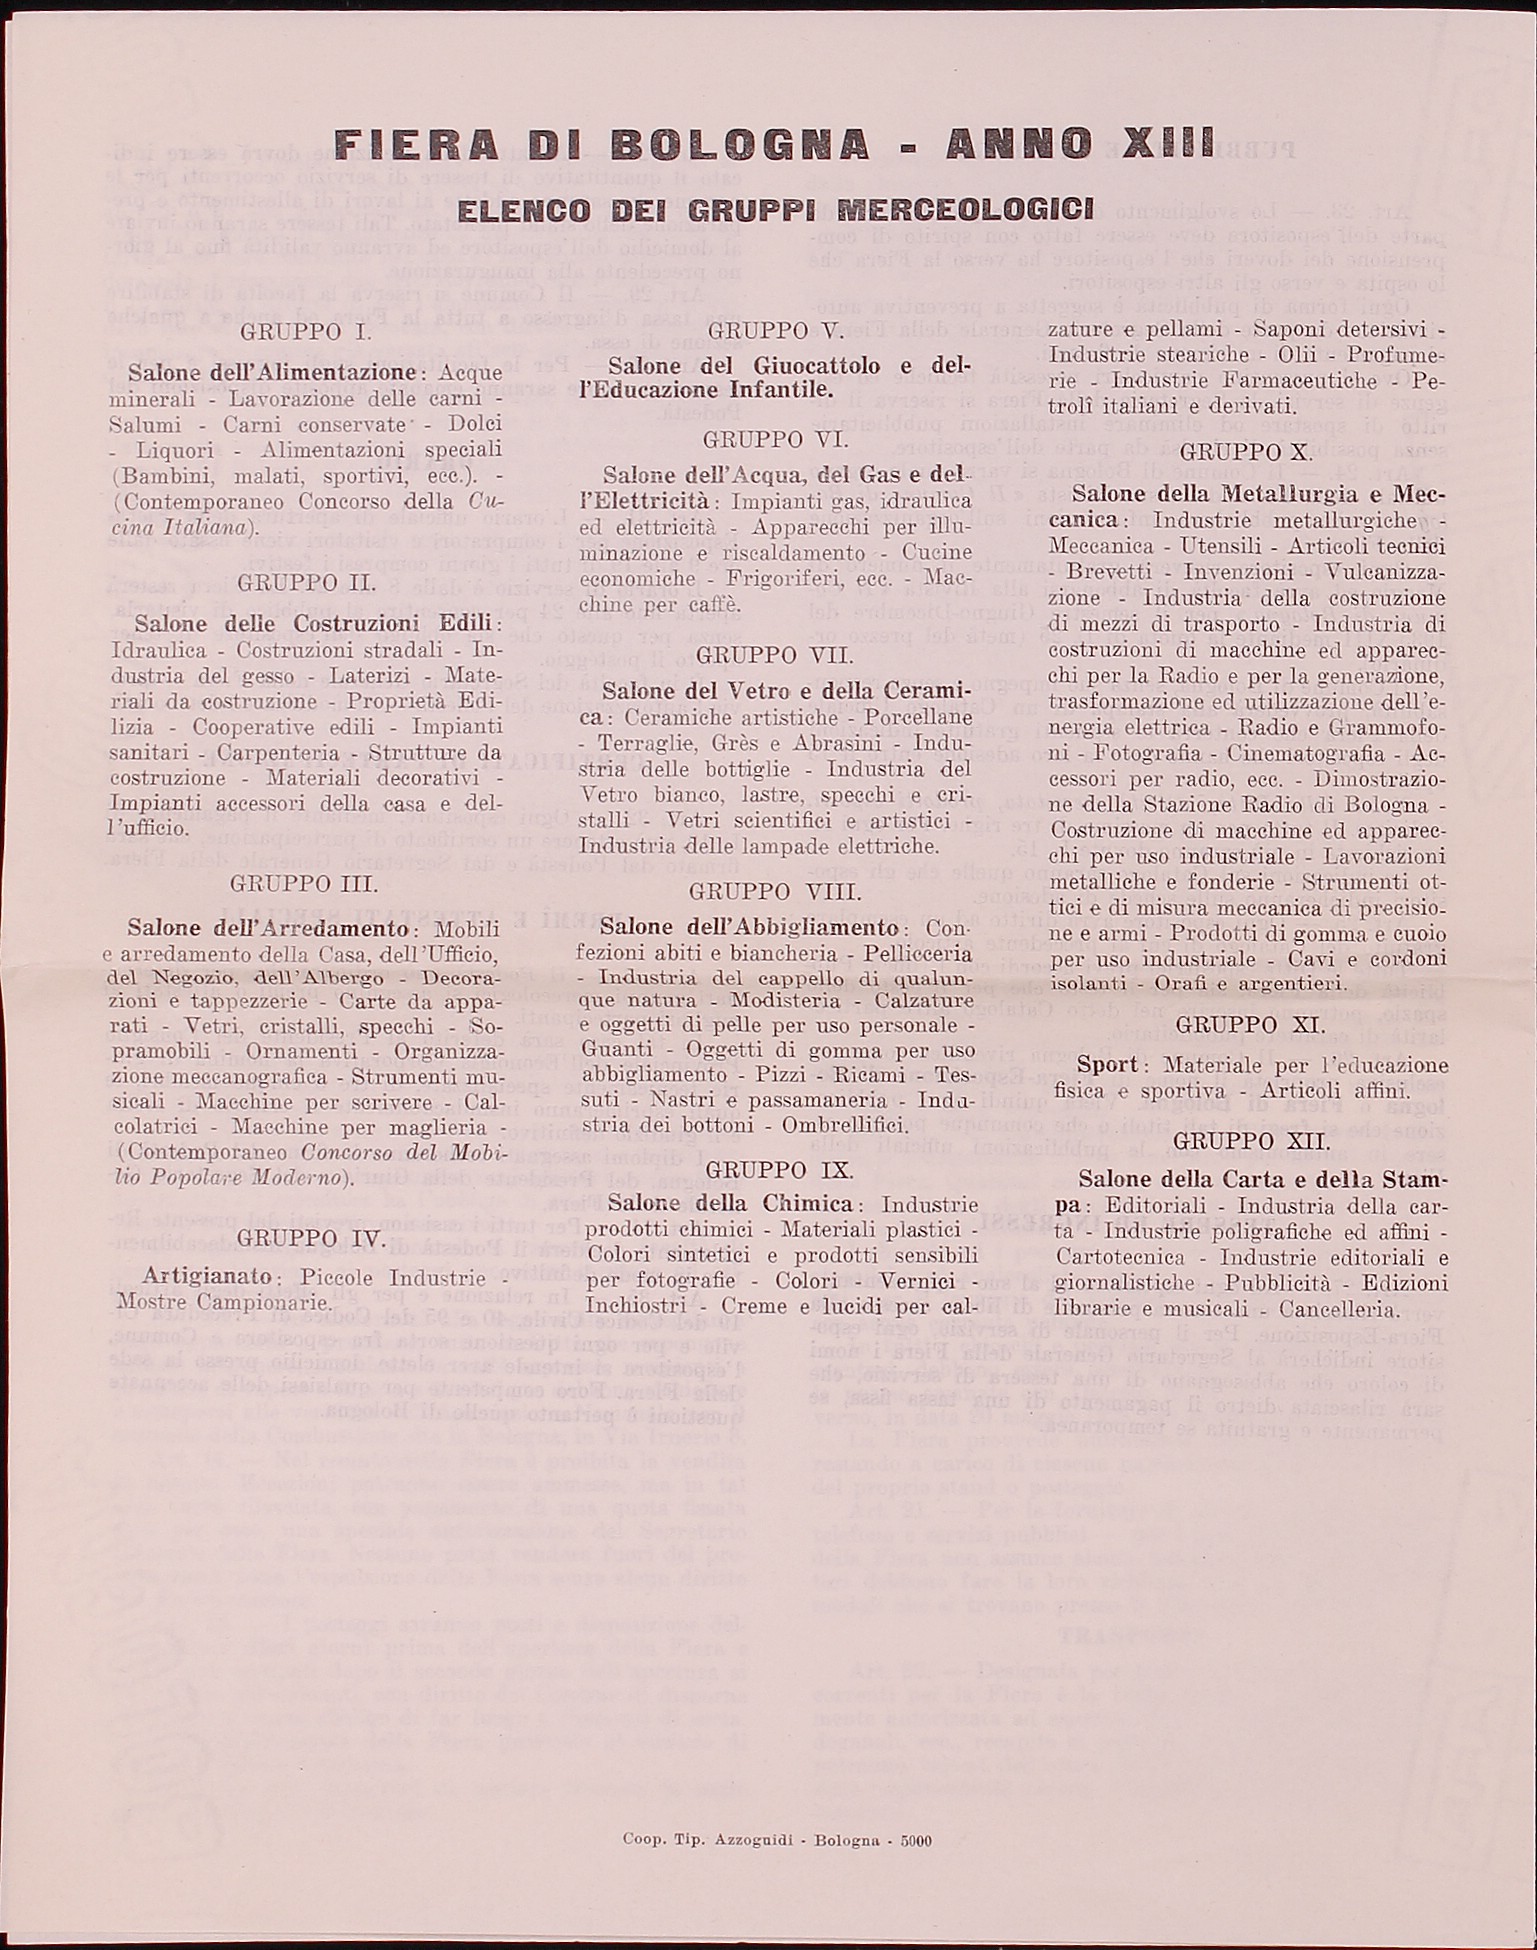 FIERA DI BOLOGNA - ANNO XIII
ELENCO DEI GRUPPI MERCEOLOGICI
GRUPPO I.
Salone dell'Alimentazione: Acque
minerali - Lavorazione delle carni -
Salumi - Carni conservate - Dolci
- Liquori - Alimentazioni speciali
(Bambini, malati, sportivi, ecc.). -
(Contemporaneo Concorso della Cu-
cina Italiana).
GRUPPO II.
Salone delle Costruzioni Edili:
Idraulica - Costruzioni stradali - In-
dustria del gesso - Laterizi - Mate-
riali da costruzione - Proprietà Edi-
lizia - Cooperative edili - Impianti
sanitari - Carpenteria - Strutture da
costruzione - Materiali decorativi -
Impianti accessori della casa e del-
l'ufficio.
GRUPPO III.
Salone dell'Arredamento: Mobili
e arredamento della Casa, dell'Ufficio,
del Negozio, dell'Albergo - Decora-
zioni e tappezzerie - Carte da appa-
rati - Vetri, cristalli, specchi - So-
pramobili - Ornamenti - Organizza-
zione meccanografica - Strumenti mu-
sicali - Macchine per scrivere - Cal-
colatrici - Macchine per maglieria -
(Contemporaneo Concorso del Mobi-
lio Popolare Moderno).
GRUPPO IV.
Artigianato: Piccole Industrie -
Mostre Campionarie.
GRUPPO V.
Salone del Giuocattolo e del-
l'Educazione Infantile.
GRUPPO VI.
Salone dell'Acqua, del Gas e del-
l'Elettricità: Impianti gas, idraulica
ed elettricità - Apparecchi per illu-
minazione e riscaldamento - Cucine
economiche - Frigoriferi, ecc. - Mac-
chine per caffè.
GRUPPO VII.
Salone del Vetro e della Cerami-
ca: Ceramiche artistiche - Porcellane
- Terraglie, Grès e Abrasini - Indu-
stria delle bottiglie - Industria del
Vetro bianco, lastre, specchi e cri-
stalli - Vetri scientifici e artistici -
Industria delle lampade elettriche.
GRUPPO VIII.
Salone dell'Abbigliamento: Con-
fezioni abiti e biancheria - Pellicceria
- Industria del cappello di qualun-
que natura - Modisteria - Calzature
e oggetti di pelle per uso personale -
Guanti - Oggetti di gomma per uso
abbigliamento - Pizzi - Ricami - Tes-
suti - Nastri e passamaneria - Indu-
stria dei bottoni - Ombrellifici.
GRUPPO IX.
Salone della Chimica: Industrie
prodotti chimici - Materiali plastici -
Colori sintetici e prodotti sensibili
per fotografie - Colori - Vernici -
Inchiostri - Creme e lucidi per cal-
zature e pellami - Saponi detersivi -
Industrie steariche - Olii - Profume-
rie - Industrie Farmaceutiche - Pe-
trolî italiani e derivati.
GRUPPO X.
Salone della Metallurgia e Mec-
canica: Industrie metallurgiche -
Meccanica - Utensili - Articoli tecnici
- Brevetti - Invenzioni - Vulcanizza-
zione - Industria della costruzione
di mezzi di trasporto - Industria di
costruzioni di macchine ed apparec-
chi per la Radio e per la generazione,
trasformazione ed utilizzazione dell'e-
nergia elettrica - Radio e Grammofo-
ni - Fotografia - Cinematografia - Ac-
cessori per radio, ecc. - Dimostrazio-
ne della Stazione Radio di Bologna -
Costruzione di macchine ed apparec-
chi per uso industriale - Lavorazioni
metalliche e fonderie - Strumenti ot-
tici e di misura meccanica di precisio-
ne e armi - Prodotti di gomma e cuoio
per uso industriale - Cavi e cordoni
isolanti - Orafi e argentieri.
GRUPPO XI.
Sport: Materiale per l'educazione
fisica e sportiva - Articoli affini.
GRUPPO XII.
Salone della Carta e della Stam-
pa: Editoriali - Industria della car-
ta - Industrie poligrafiche ed affini -
Cartotecnica - Industrie editoriali e
giornalistiche - Pubblicità - Edizioni
librarie e musicali - Cancelleria.
Coop. Tip. Azzoguidi - Bologna - 5000